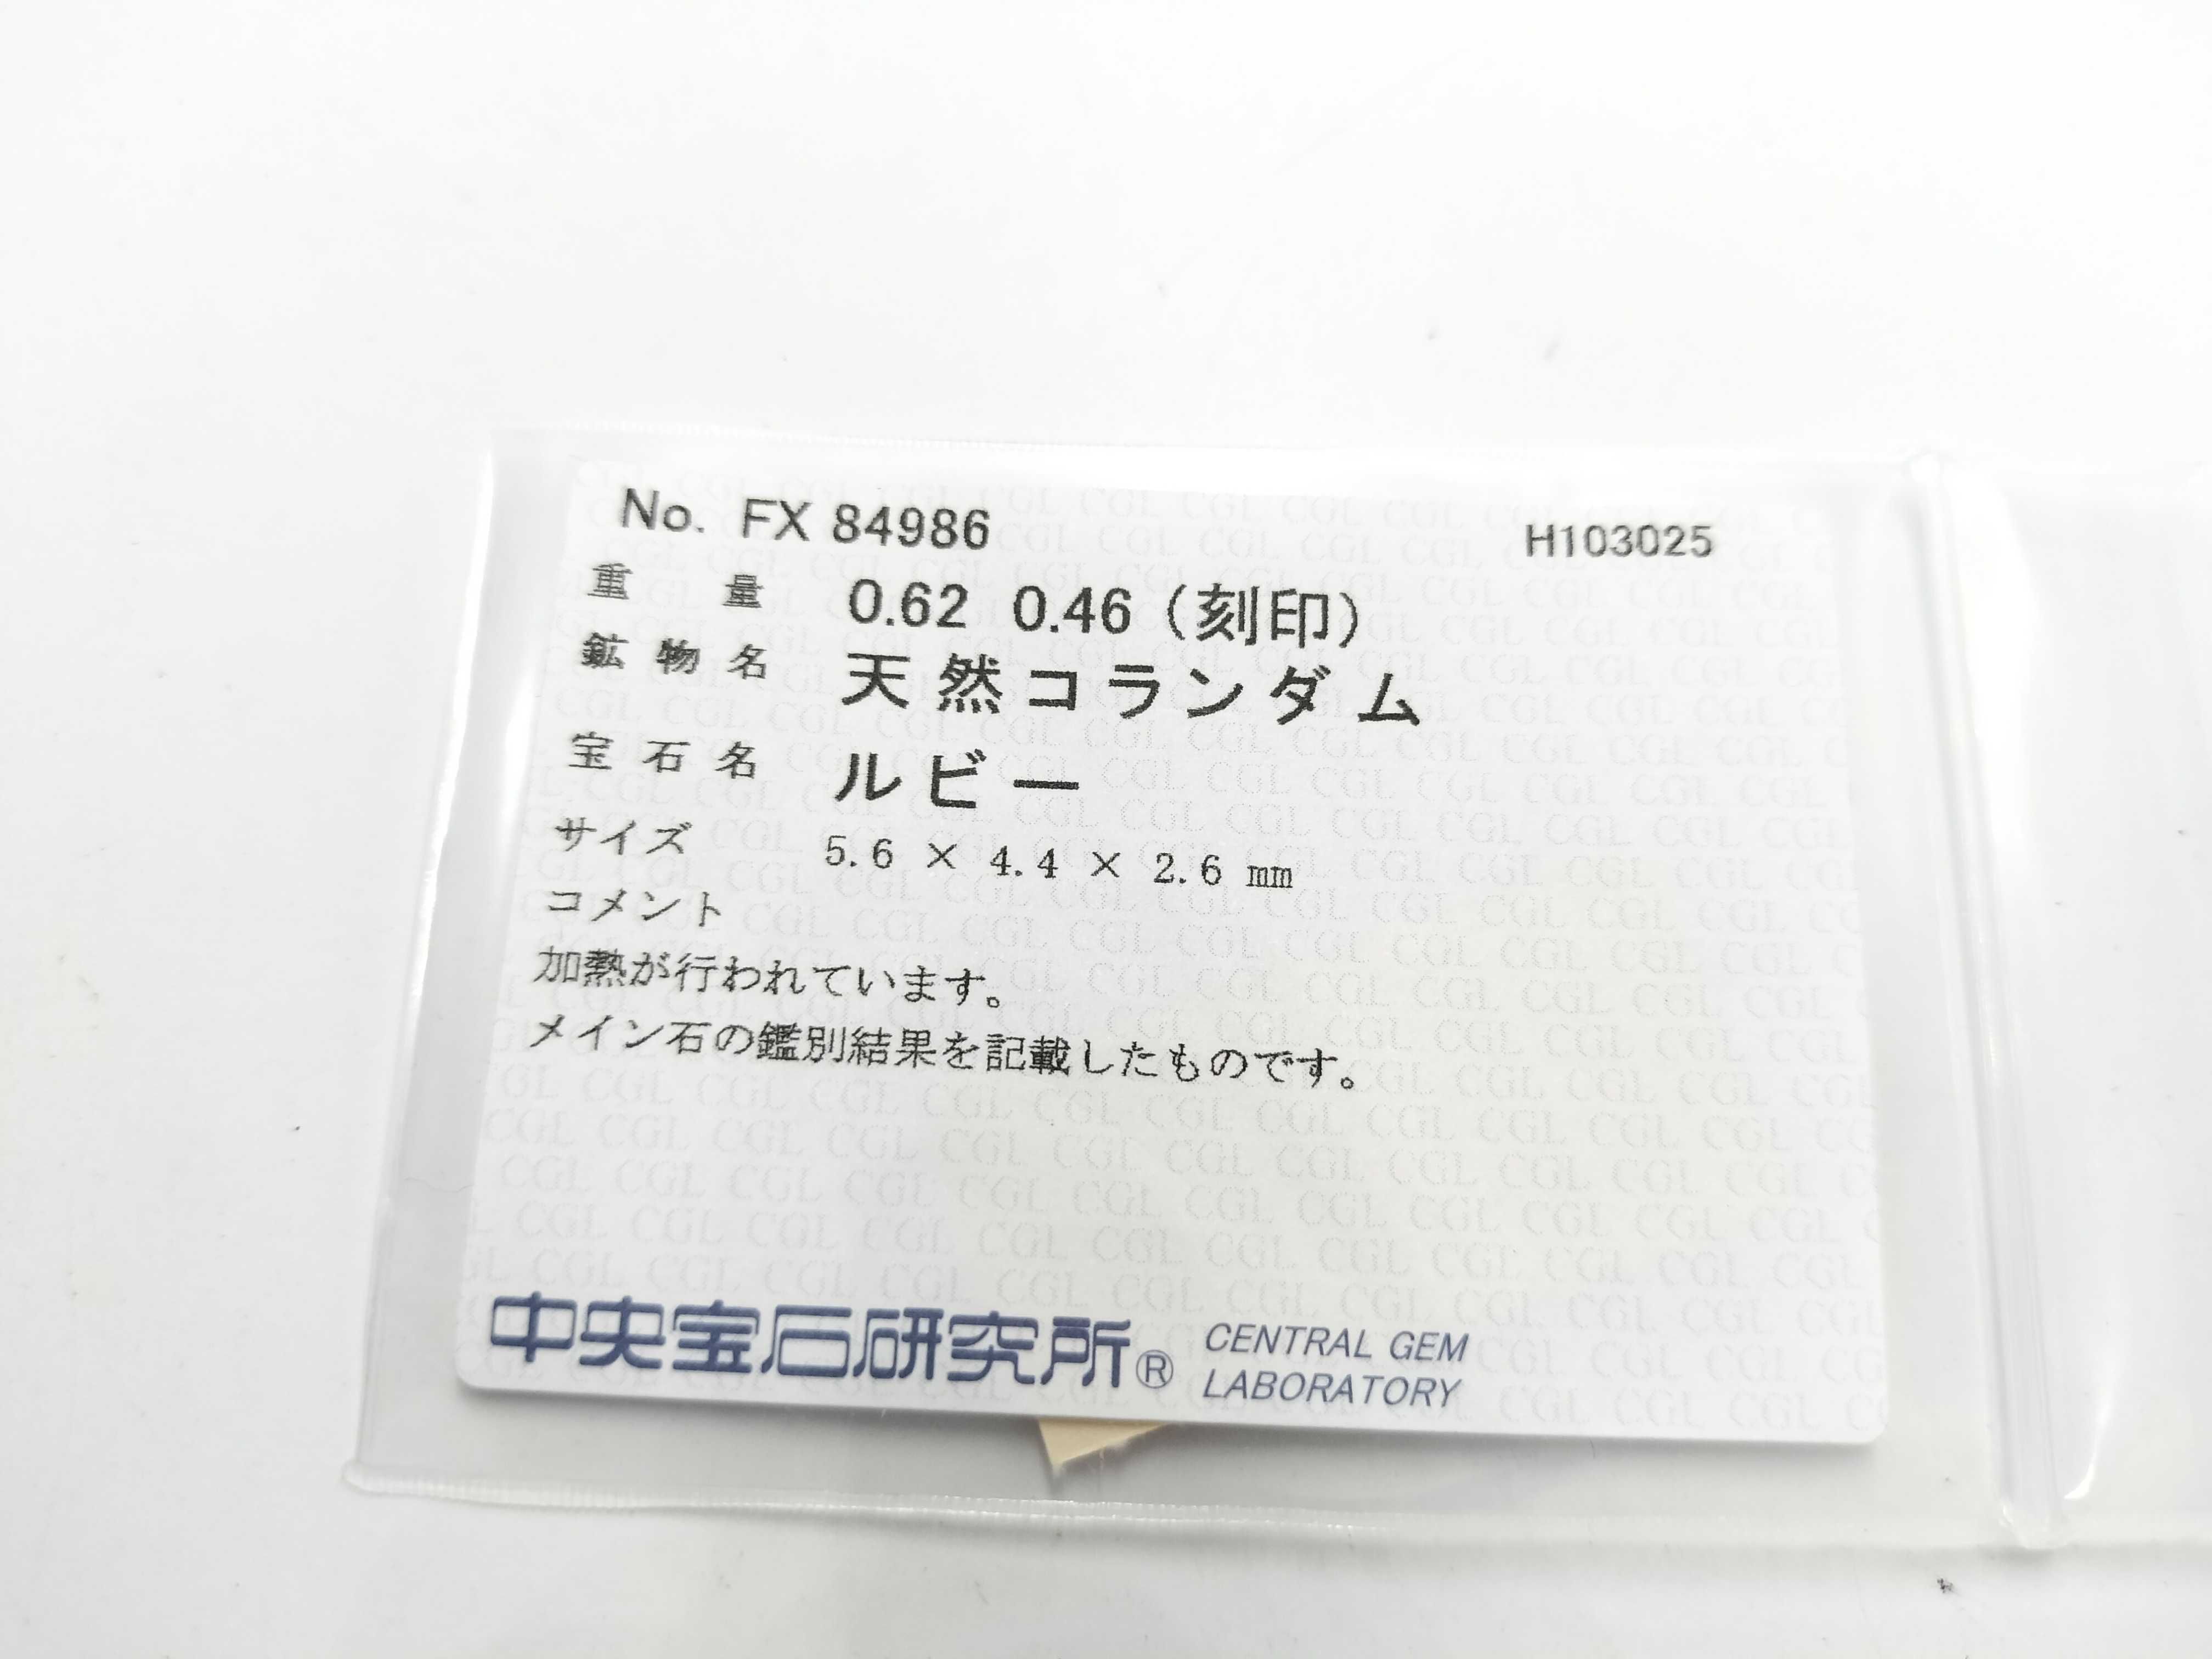 No. FX 84986 H103025
重量 0.62 0.46（刻印）
鉱物名 天然コランダム
宝石名 ルビー
サイズ 5.6 × 4.4 × 2.6 mm
コメント
加熱が行われています。
メイン石の鑑別結果を記載したものです。
中央宝石研究所® CENTRAL GEM
LABORATORY